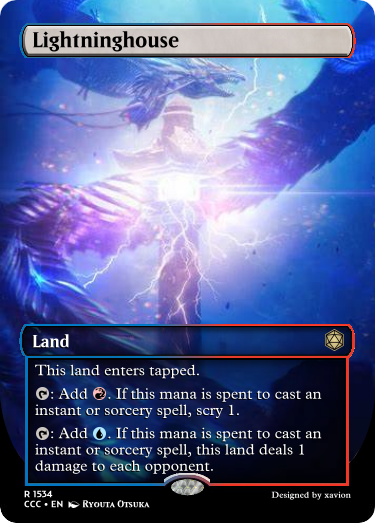 Lightninghouse
Land
This land enters tapped.
: Add . If this mana is spent to cast an
instant or sorcery spell, scry 1.
: Add . If this mana is spent to cast an
instant or sorcery spell, this land deals 1
damage to each opponent.
R 1534
CCC • EN Ryouta Otsuka
Designed by xavion